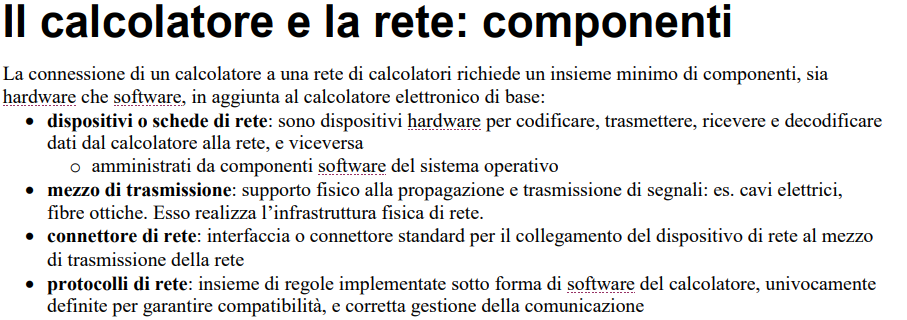 Il calcolatore e la rete: componenti
La connessione di un calcolatore a una rete di calcolatori richiede un insieme minimo di componenti, sia
hardware che software, in aggiunta al calcolatore elettronico di base:
• dispositivi o schede di rete: sono dispositivi hardware per codificare, trasmettere, ricevere e decodificare
dati dal calcolatore alla rete, e viceversa
o amministrati da componenti software del sistema operativo
• mezzo di trasmissione: supporto fisico alla propagazione e trasmissione di segnali: es. cavi elettrici,
fibre ottiche. Esso realizza l’infrastruttura fisica di rete.
• connettore di rete: interfaccia o connettore standard per il collegamento del dispositivo di rete al mezzo
di trasmissione della rete
• protocolli di rete: insieme di regole implementate sotto forma di software del calcolatore, univocamente
definite per garantire compatibilità, e corretta gestione della comunicazione